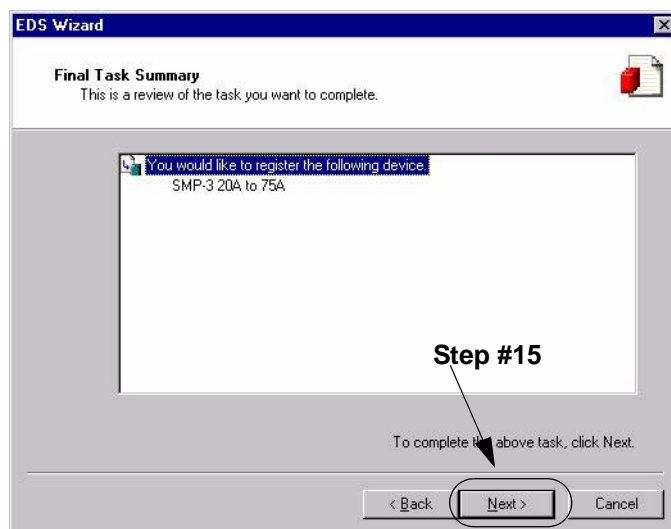 EDS Wizard
Final Task Summary
This is a review of the task you want to complete.
You would like to register the following device.
SMP-3 20A to 75A
Step #15
To complete the above task, click Next.
< Back
Next >
Cancel